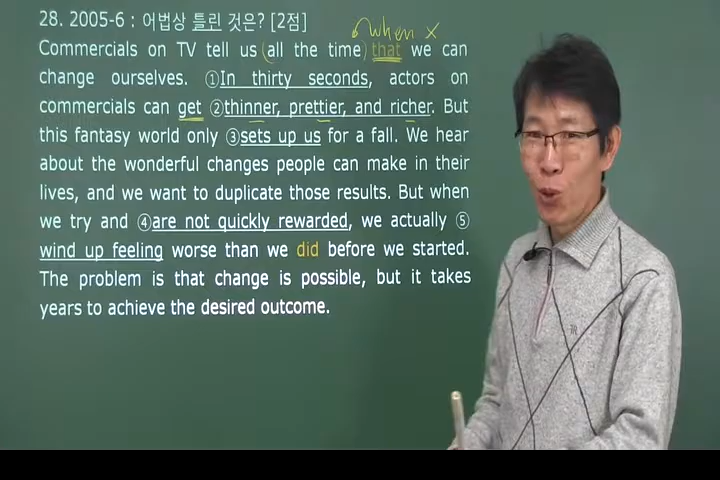 28. 2005-6 : 어법상 틀린 것은? [2점]
when x
Commercials on TV tell us (all the time) that we can
change ourselves. ①In thirty seconds, actors on
commercials can get ②thinner, prettier, and richer. But
this fantasy world only ③sets up us for a fall. We hear
about the wonderful changes people can make in their
lives, and we want to duplicate those results. But when
we try and ④are not quickly rewarded, we actually ⑤
wind up feeling worse than we did before we started.
The problem is that change is possible, but it takes
years to achieve the desired outcome.